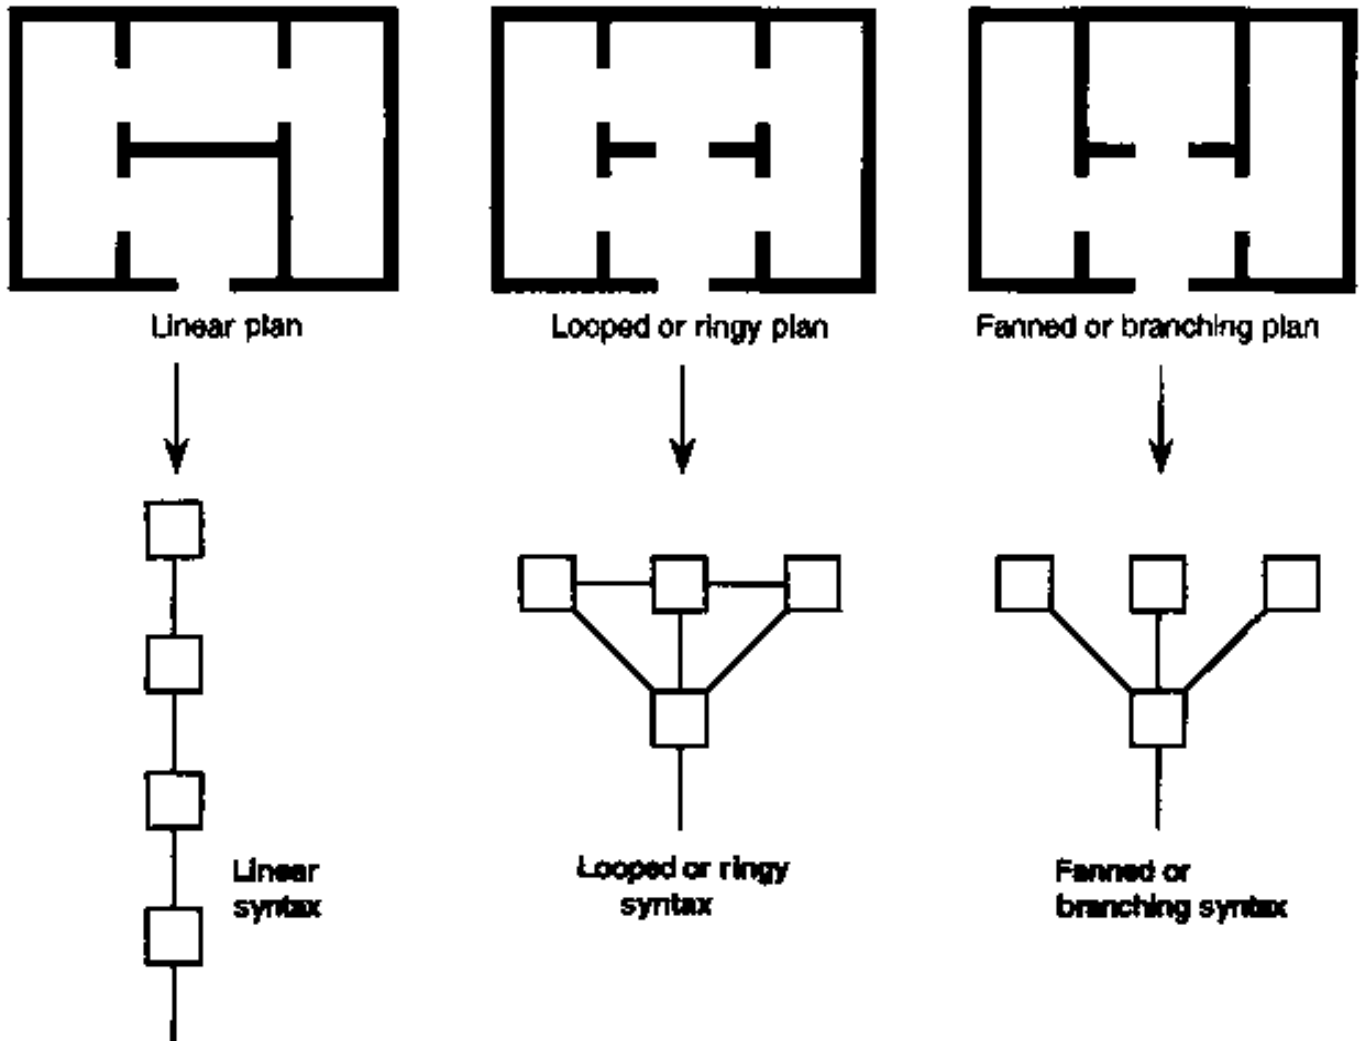 Linear plan
Looped or ringy plan
Fanned or branching plan
Linear
syntax
Looped or ringy
syntax
Fanned or
branching syntax